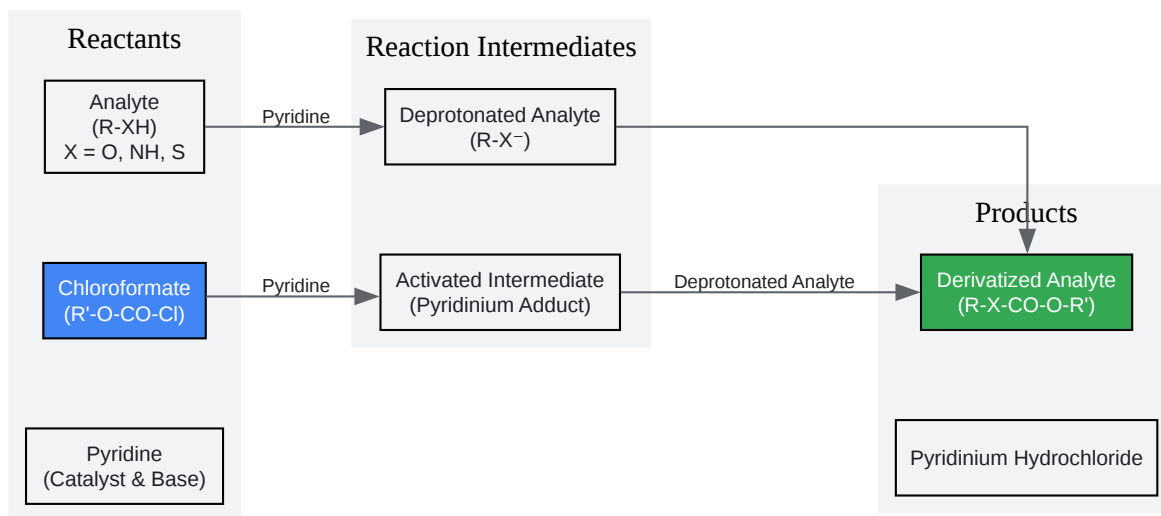 Reactants
Analyte
(R-XH)
X = O, NH, S
Chloroformate
(R'-O-CO-Cl)
Pyridine
(Catalyst & Base)
Pyridine
Pyridine
Reaction Intermediates
Deprotonated Analyte
(R-X⁻)
Activated Intermediate
(Pyridinium Adduct)
Deprotonated Analyte
Products
Derivatized Analyte
(R-X-CO-O-R')
Pyridinium Hydrochloride